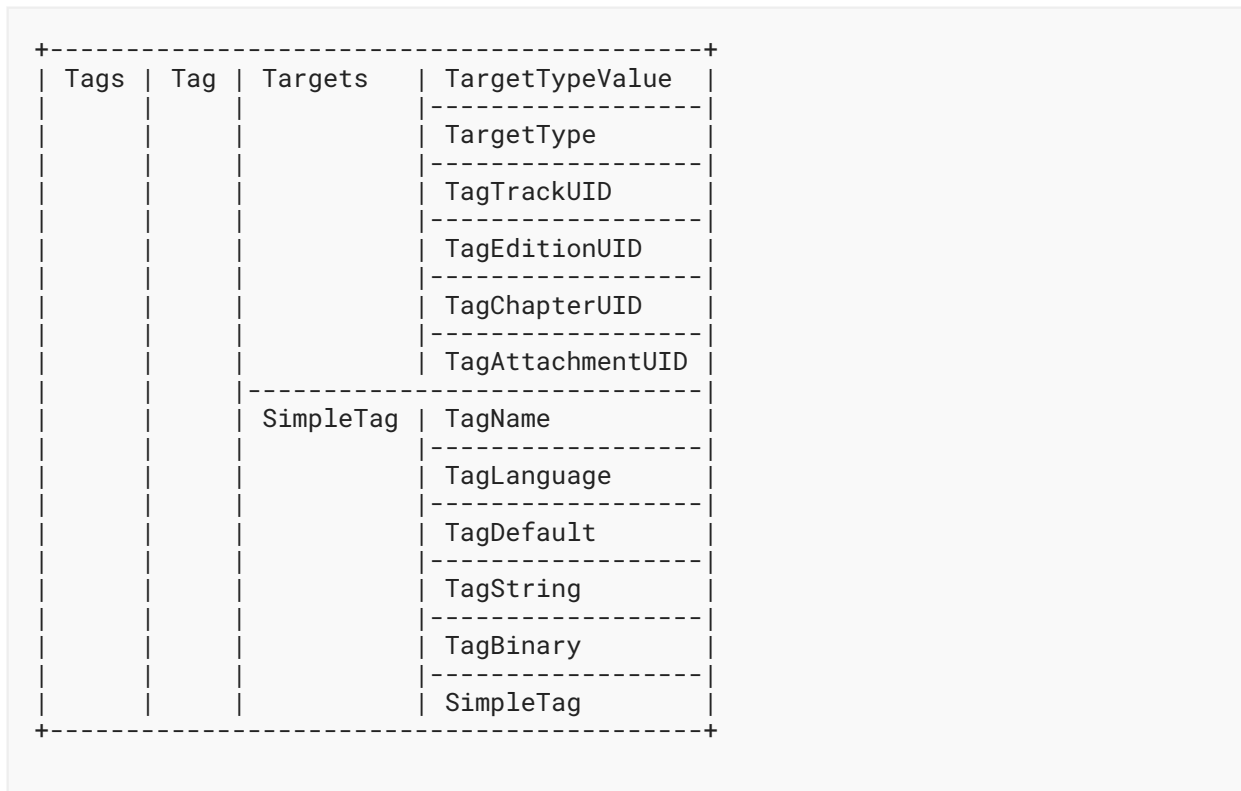 +-------------------------------------------+
| Tags | Tag | Targets   | TargetTypeValue  |
|      |     |           |------------------|
|      |     |           | TargetType       |
|      |     |           |------------------|
|      |     |           | TagTrackUID      |
|      |     |           |------------------|
|      |     |           | TagEditionUID    |
|      |     |           |------------------|
|      |     |           | TagChapterUID    |
|      |     |           |------------------|
|      |     |           | TagAttachmentUID |
|      |     |------------------------------|
|      |     | SimpleTag | TagName          |
|      |     |           |------------------|
|      |     |           | TagLanguage      |
|      |     |           |------------------|
|      |     |           | TagDefault       |
|      |     |           |------------------|
|      |     |           | TagString        |
|      |     |           |------------------|
|      |     |           | TagBinary        |
|      |     |           |------------------|
|      |     |           | SimpleTag        |
+-------------------------------------------+